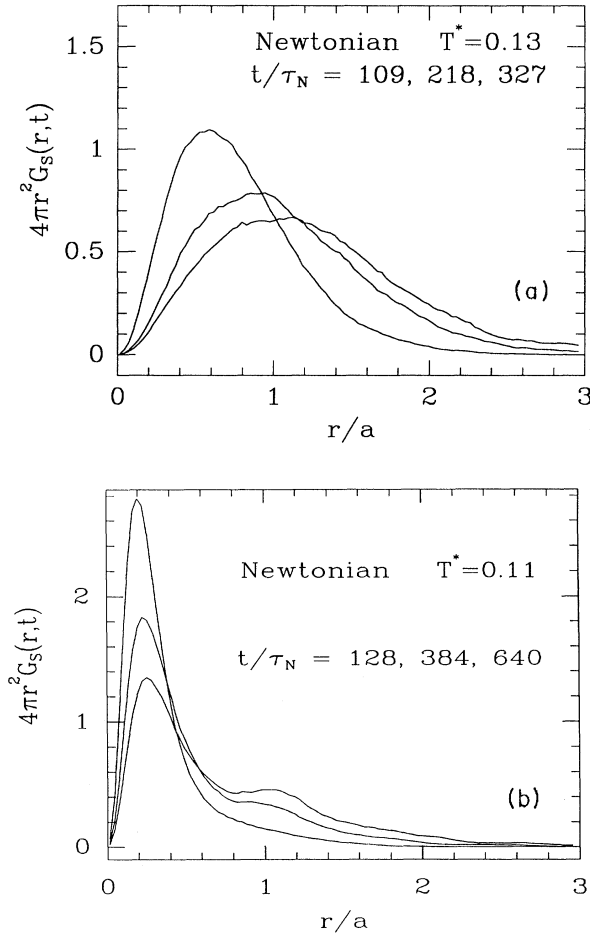 Newtonian T*=0.13
t/τN = 109, 218, 327
1.5
1
0.5
0
4πr²GS(r,t)
(a)
0 1 2 3
r/a
Newtonian T*=0.11
t/τN = 128, 384, 640
2
1
0
4πr²GS(r,t)
(b)
0 1 2 3
r/a